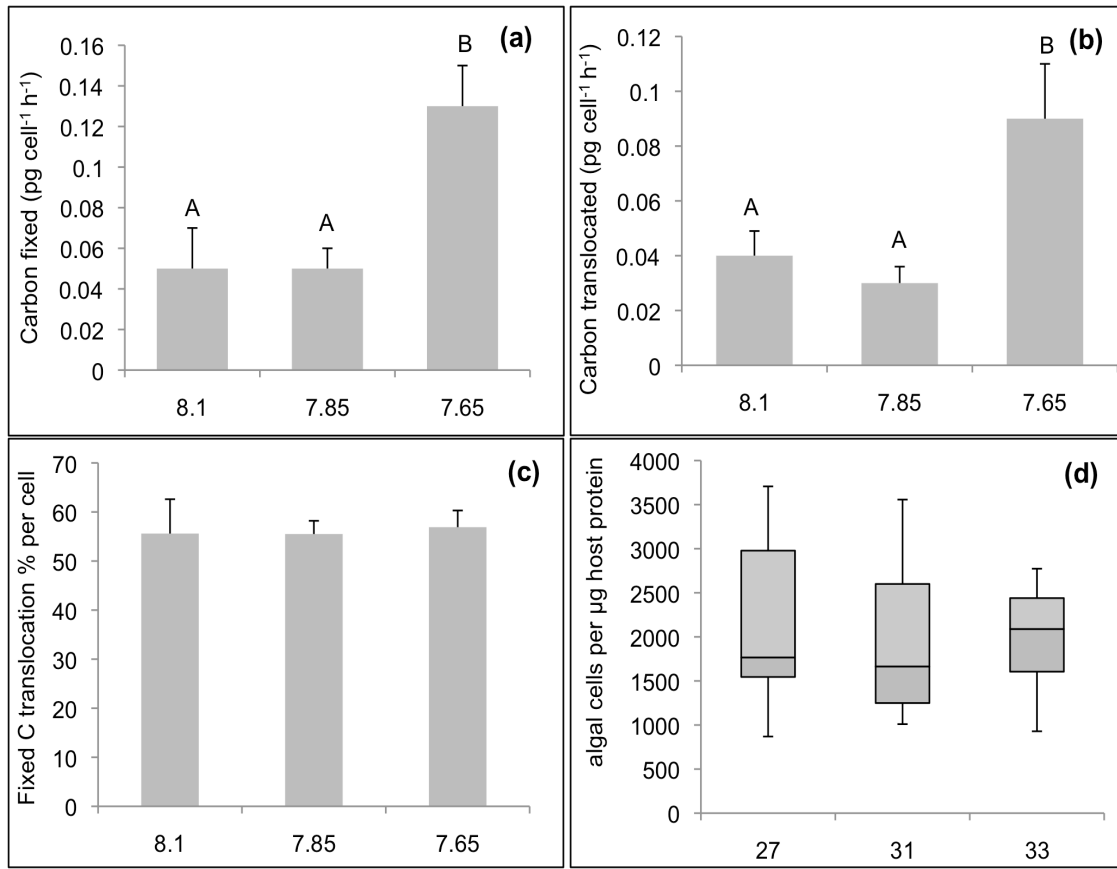 (a)
Carbon fixed (pg cell⁻¹ h⁻¹)
0.16
0.14
0.12
0.1
0.08
0.06
0.04
0.02
0
A
A
B
8.1 7.85 7.65
(b)
Carbon translocated (pg cell⁻¹ h⁻¹)
0.12
0.1
0.08
0.06
0.04
0.02
0
A
A
B
8.1 7.85 7.65
(c)
Fixed C translocation % per cell
70
60
50
40
30
20
10
0
8.1 7.85 7.65
(d)
algal cells per µg host protein
4000
3500
3000
2500
2000
1500
1000
500
0
27 31 33